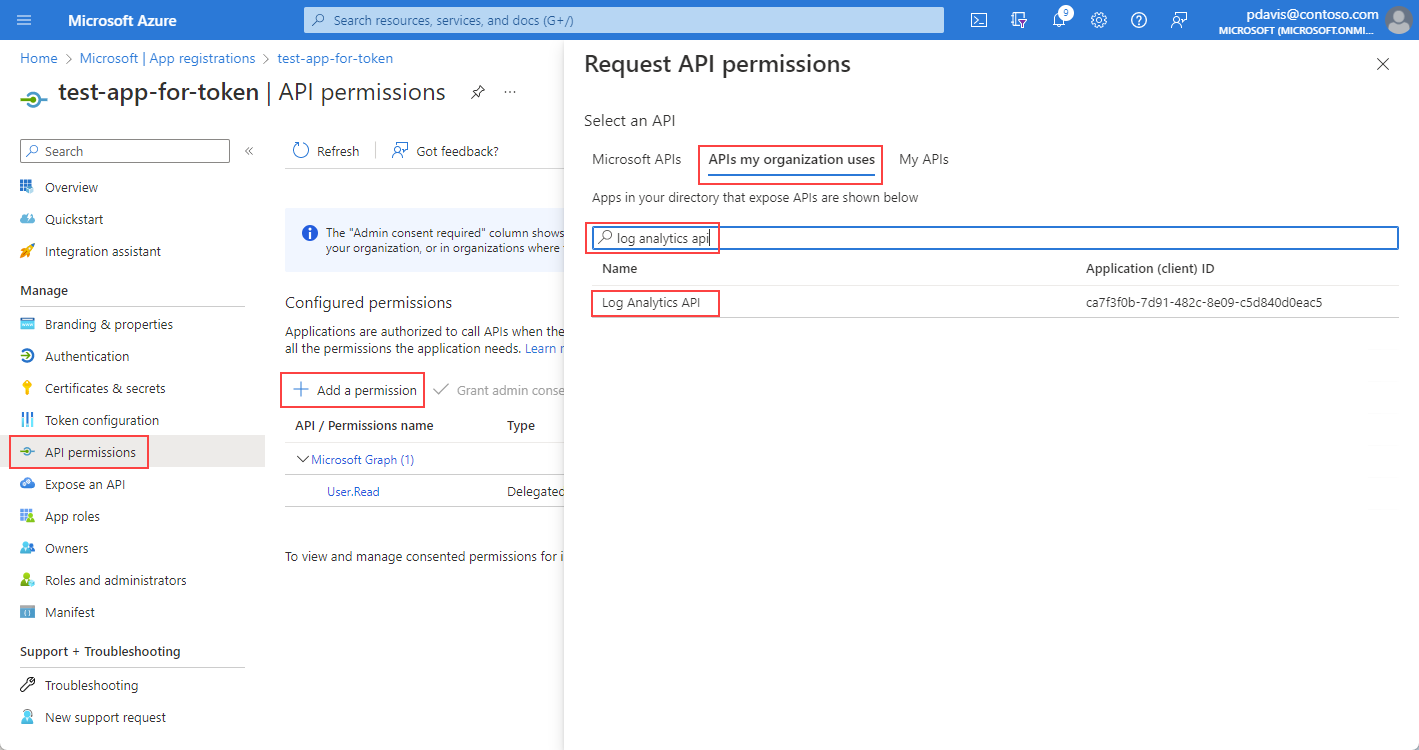 Microsoft Azure
Search resources, services, and docs (G+/)
9
pdavis@contoso.com
MICROSOFT (MICROSOFT.ONMI...
Home > Microsoft | App registrations > test-app-for-token
test-app-for-token | API permissions
Search
Overview
Quickstart
Integration assistant
Manage
Branding & properties
Authentication
Certificates & secrets
Token configuration
API permissions
Expose an API
App roles
Owners
Roles and administrators
Manifest
Support + Troubleshooting
Troubleshooting
New support request
Refresh
Got feedback?
The "Admin consent required" column shows
your organization, or in organizations where
Configured permissions
Applications are authorized to call APIs when the
all the permissions the application needs. Learn
Add a permission
Grant admin conse
API / Permissions name Type
Microsoft Graph (1)
User.Read Delegated
To view and manage consented permissions for
Request API permissions
Select an API
Microsoft APIs APIs my organization uses My APIs
Apps in your directory that expose APIs are shown below
log analytics api
Name Application (client) ID
Log Analytics API ca7f3f0b-7d91-482c-8e09-c5d840d0eac5